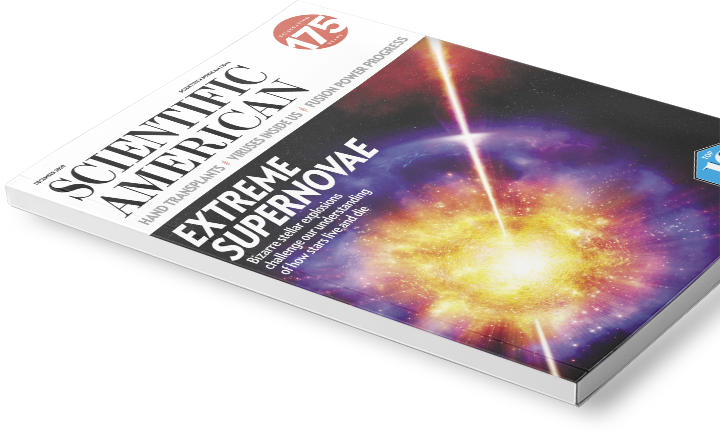 175
SCIENTIFIC
AMERICAN
HAND TRANSPLANTS / VIRUSES INSIDE US / FUSION POWER PROGRESS
EXTREME
SUPERNOVAE
Bizarre stellar explosions
challenge our understanding
of how stars live and die